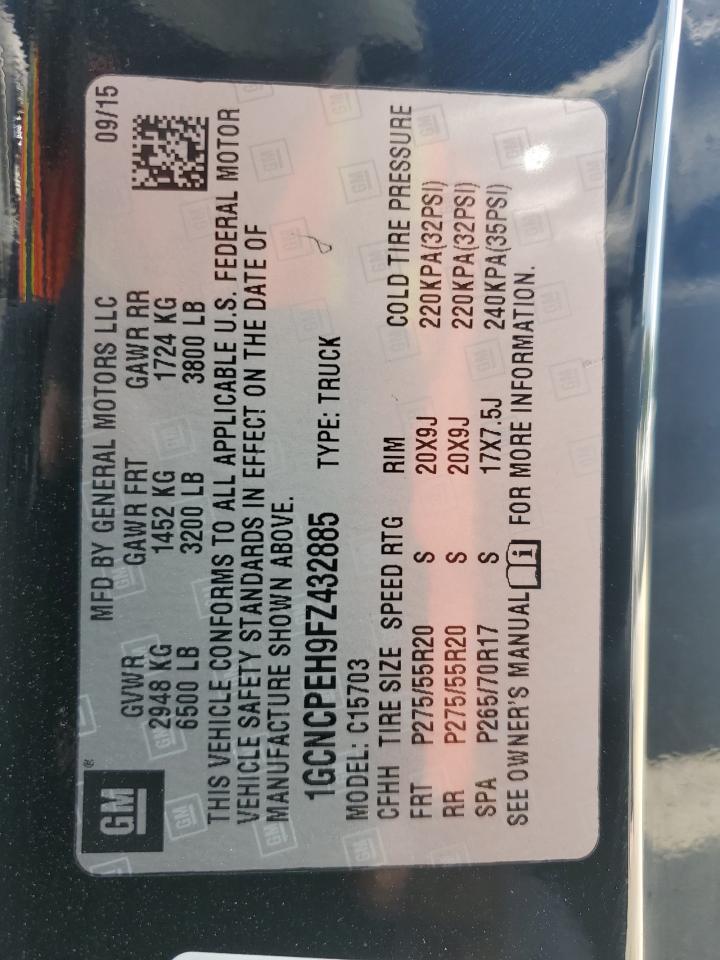 GM ® MFD BY GENERAL MOTORS LLC 09/15
GVWR GAWR FRT GAWR RR
2948 KG 1452 KG 1724 KG
6500 LB 3200 LB 3800 LB
THIS VEHICLE CONFORMS TO ALL APPLICABLE U.S. FEDERAL MOTOR
VEHICLE SAFETY STANDARDS IN EFFECT ON THE DATE OF
MANUFACTURE SHOWN ABOVE.
1GCNCPEH9FZ432885 TYPE: TRUCK
MODEL: C15703
CFHH TIRE SIZE SPEED RTG RIM COLD TIRE PRESSURE
FRT P275/55R20 S 20X9J 220KPA(32PSI)
RR P275/55R20 S 20X9J 220KPA(32PSI)
SPA P265/70R17 S 17X7.5J 240KPA(35PSI)
SEE OWNER'S MANUAL i FOR MORE INFORMATION.